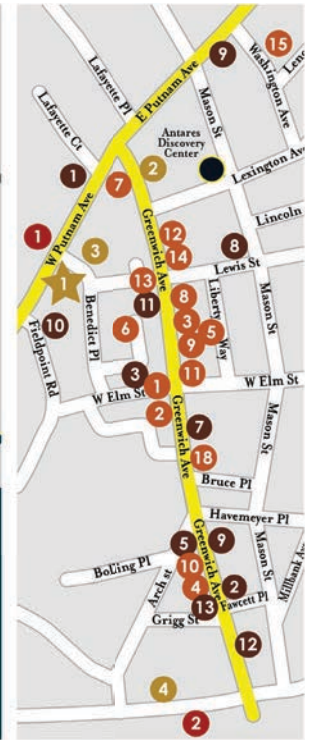 9
15
Lafayette Pl
Washington Ave
E Putnam Ave
Mason St
Lafayette Ct
Antares
Discovery
Center
Lexington Av
1
7
2
W Putnam Ave
Greenwich Ave
Lincoln
1
3
12
14
8
Lewis St
1
13
11
8
Liberty Way
Mason St
10
Benedict Pl
6
3
5
9
Fieldpoint Rd
3
1
11
W Elm St
W Elm St
2
Greenwich Ave
7
Mason St
18
Bruce Pl
Havemeyer Pl
Greenwich Ave
5
9
Mason St
Bolling Pl
10
Arch st
4
2
13
Fawcett Pl
Grigg St
12
4
2